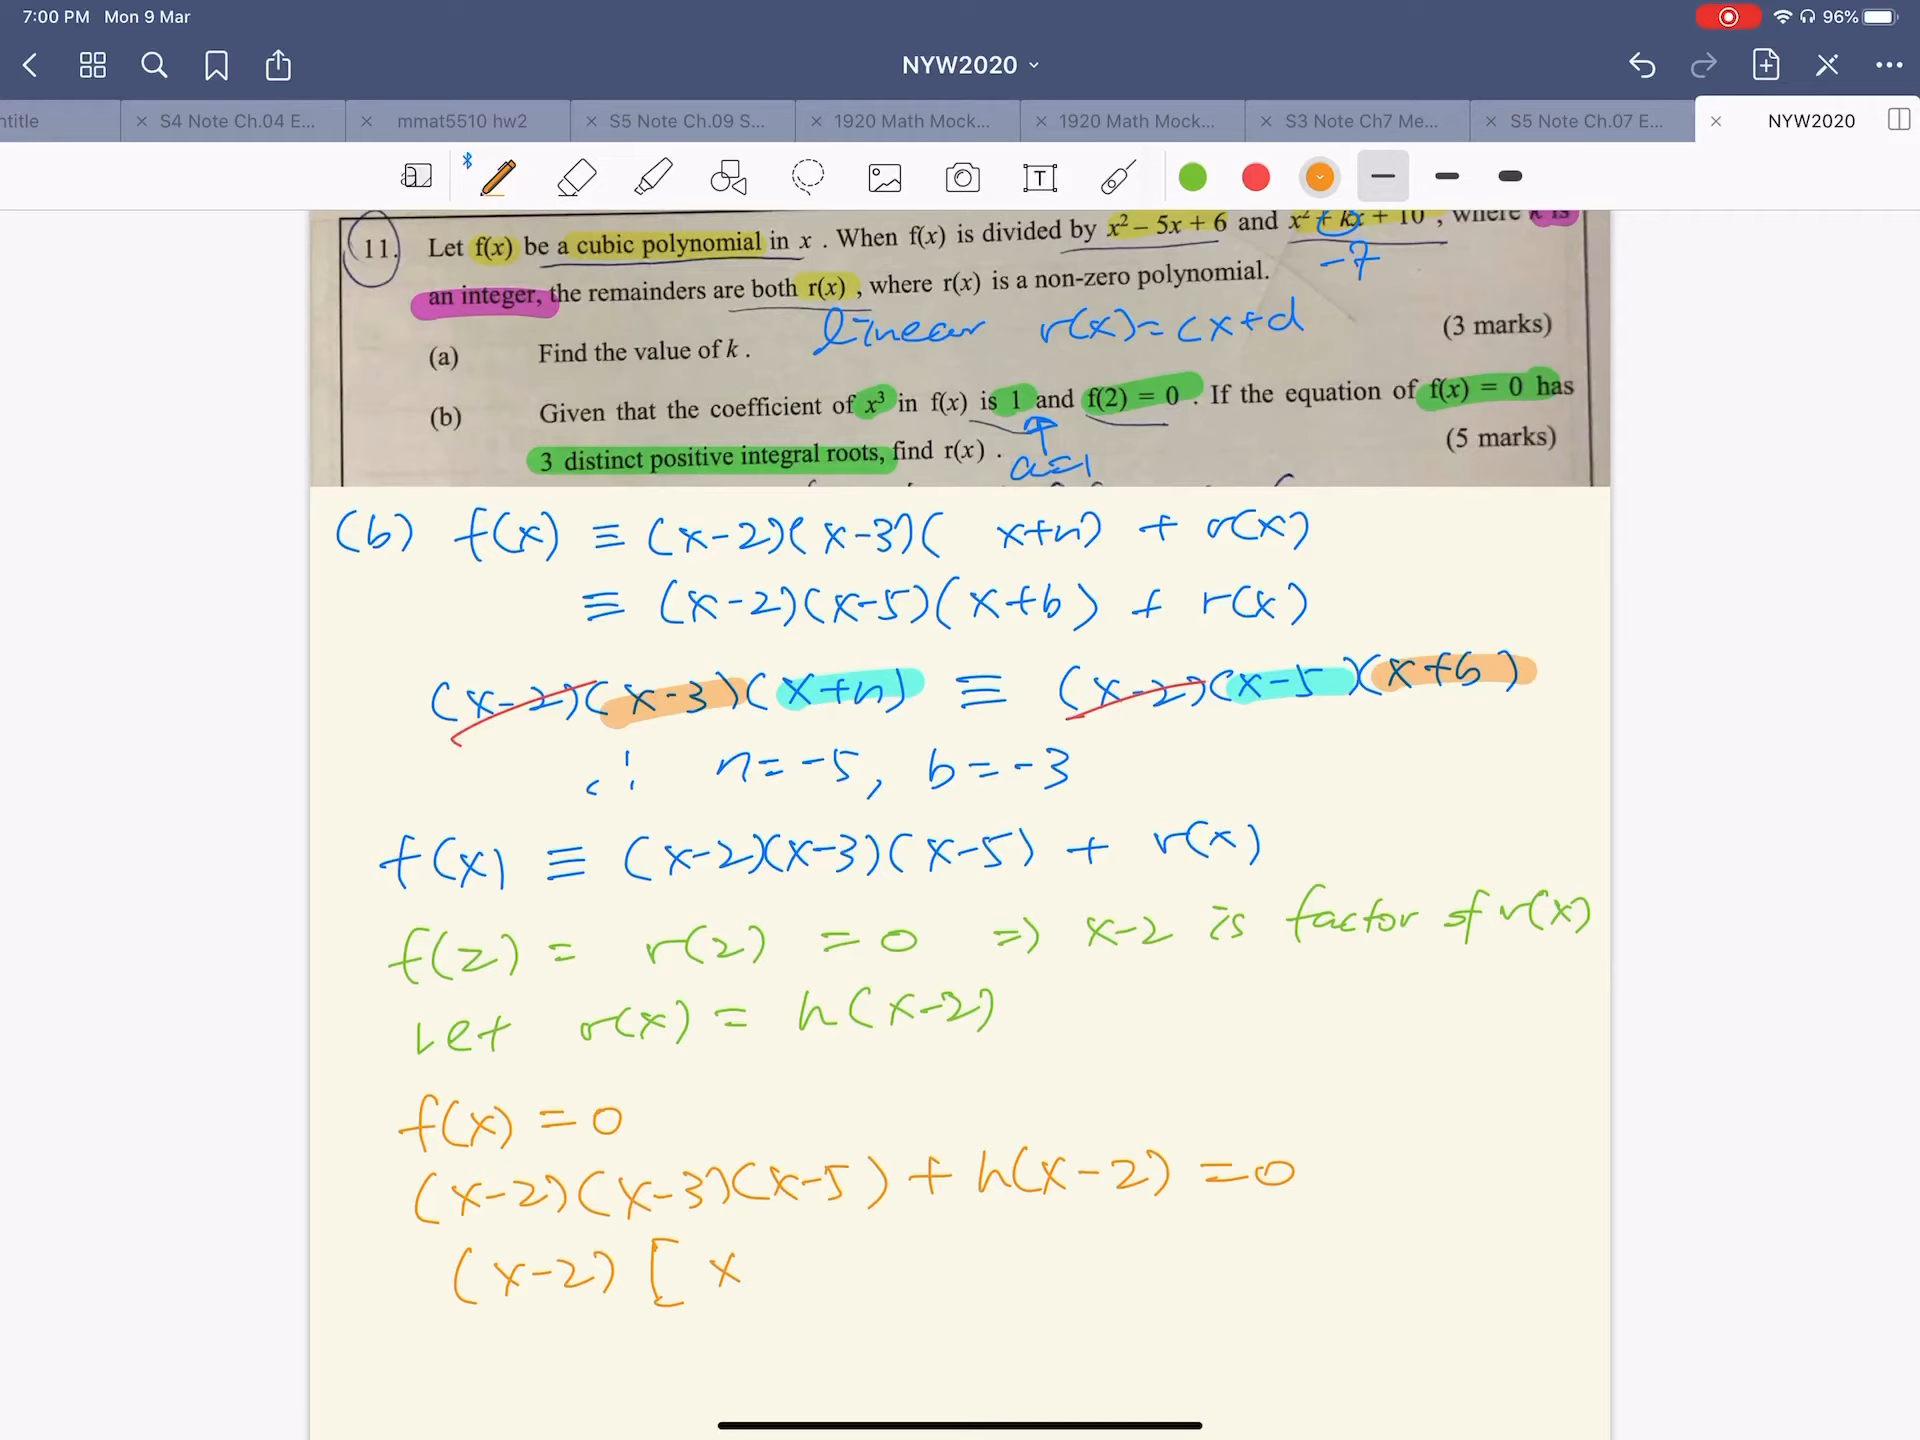 7:00 PM Mon 9 Mar 96%
NYW2020
ntitle S4 Note Ch.04 E... mmat5510 hw2 S5 Note Ch.09 S... 1920 Math Mock... 1920 Math Mock... S3 Note Ch7 Me... S5 Note Ch.07 E... NYW2020
11. Let f(x) be a cubic polynomial in x . When f(x) is divided by x² – 5x + 6 and x² + kx + 10 , where k is
-7
an integer, the remainders are both r(x) , where r(x) is a non-zero polynomial.
linear r(x) = cx+d
(3 marks)
(a) Find the value of k .
(b) Given that the coefficient of x³ in f(x) is 1 and f(2) = 0 . If the equation of f(x) = 0 has
3 distinct positive integral roots, find r(x) .
(5 marks)
a=1
(b) f(x) ≡ (x-2)(x-3)( x+n) + r(x)
≡ (x-2)(x-5)(x+b) + r(x)
(x-2)(x-3)(x+n) ≡ (x-2)(x-5)(x+b)
∴ n=-5, b=-3
f(x) ≡ (x-2)(x-3)(x-5) + r(x)
f(2) = r(2) = 0 => x-2 is factor of r(x)
Let r(x) = h(x-2)
f(x) = 0
(x-2)(x-3)(x-5) + h(x-2) = 0
(x-2) [ x